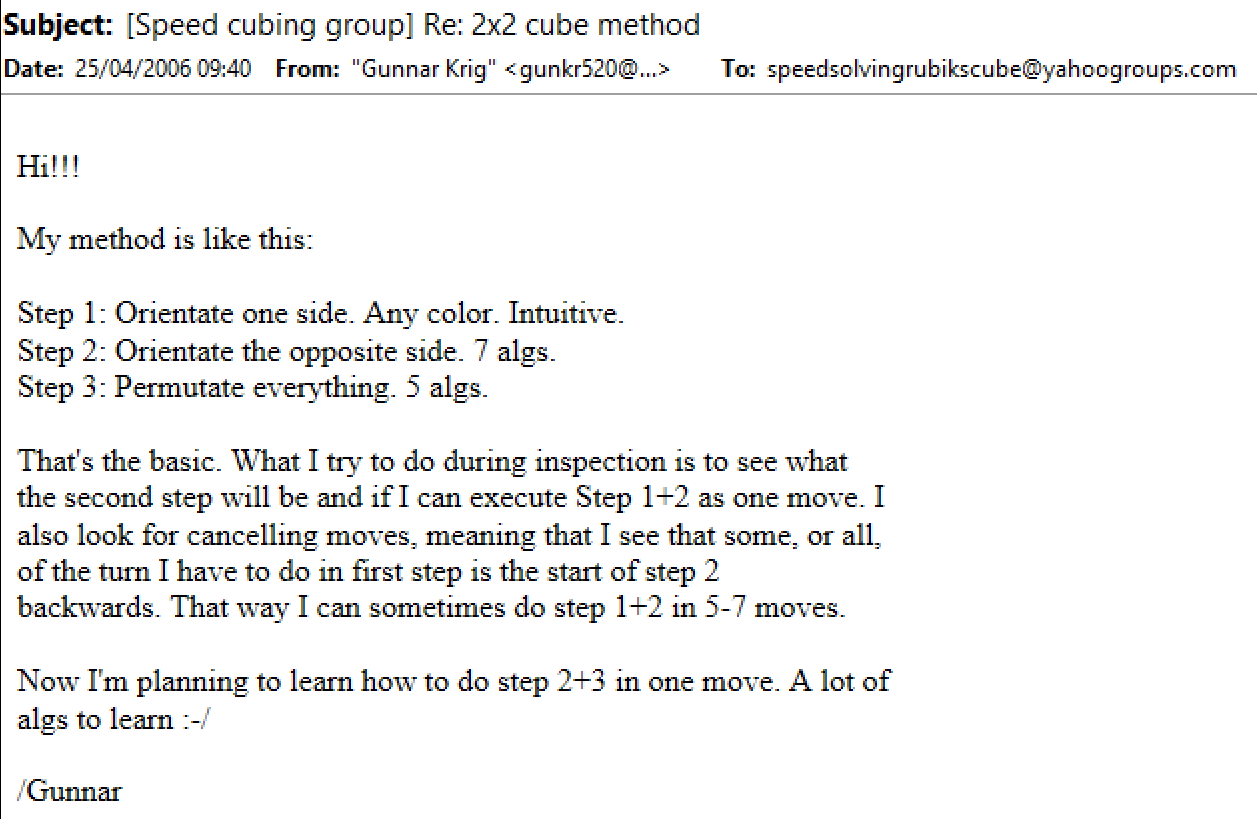 Subject: [Speed cubing group] Re: 2x2 cube method
Date: 25/04/2006 09:40 From: "Gunnar Krig" <gunkr520@...> To: speedsolvingrubikscube@yahoogroups.com
Hi!!!
My method is like this:
Step 1: Orientate one side. Any color. Intuitive.
Step 2: Orientate the opposite side. 7 algs.
Step 3: Permutate everything. 5 algs.
That's the basic. What I try to do during inspection is to see what
the second step will be and if I can execute Step 1+2 as one move. I
also look for cancelling moves, meaning that I see that some, or all,
of the turn I have to do in first step is the start of step 2
backwards. That way I can sometimes do step 1+2 in 5-7 moves.
Now I'm planning to learn how to do step 2+3 in one move. A lot of
algs to learn :-/
/Gunnar